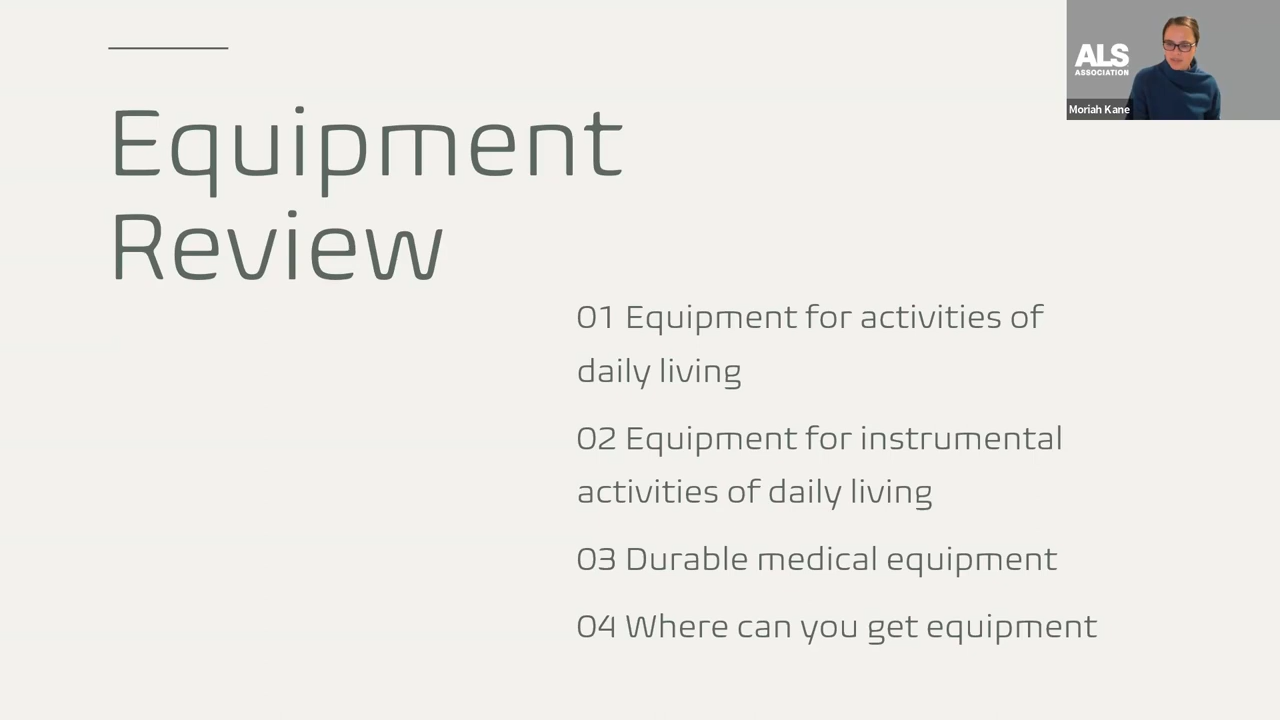 Equipment
Review
01 Equipment for activities of
daily living
02 Equipment for instrumental
activities of daily living
03 Durable medical equipment
04 Where can you get equipment
ALS
ASSOCIATION
Moriah Kane